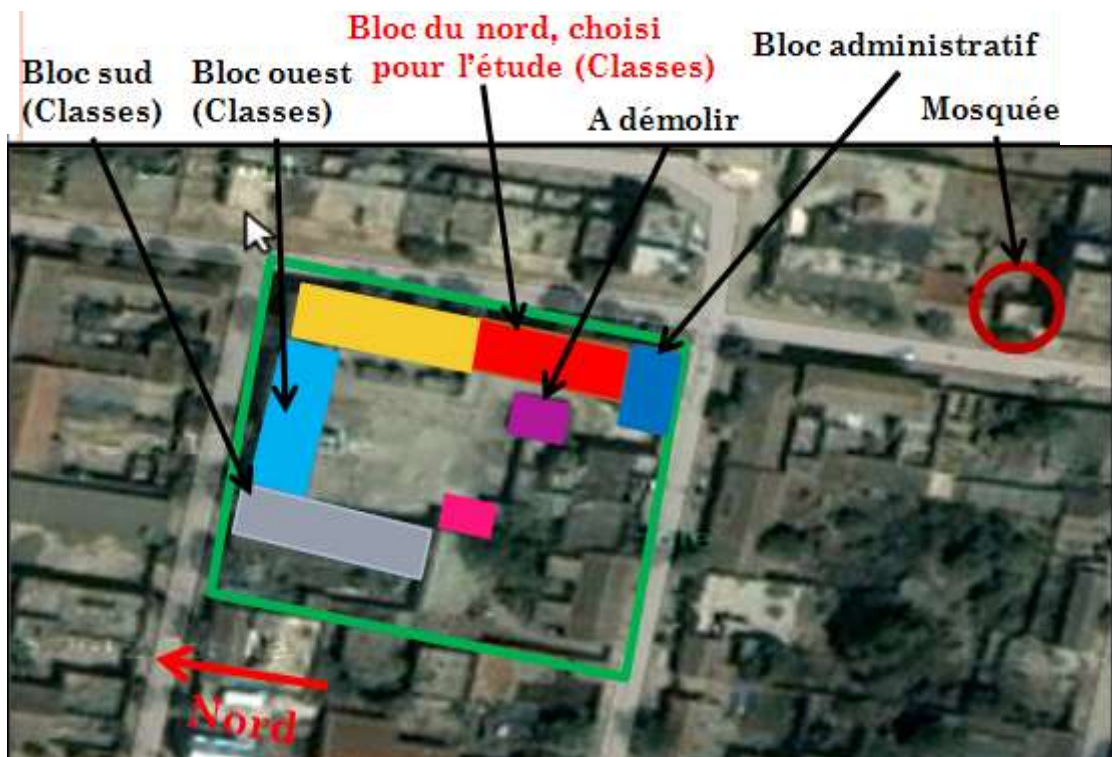 Bloc du nord, choisi
pour l'étude (Classes)
Bloc administratif
Bloc sud
(Classes)
Bloc ouest
(Classes)
A démolir
Mosquée
Nord